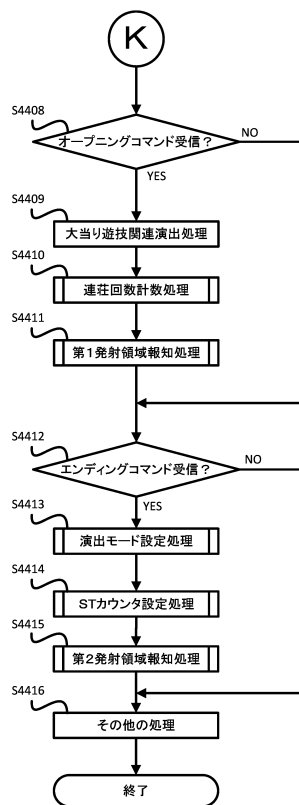 K
S4408
オープニングコマンド受信？
NO
YES
S4409
大当り遊技関連演出処理
S4410
連荘回数計数処理
S4411
第１発射領域報知処理
S4412
エンディングコマンド受信？
NO
YES
S4413
演出モード設定処理
S4414
STカウンタ設定処理
S4415
第２発射領域報知処理
S4416
その他の処理
終了